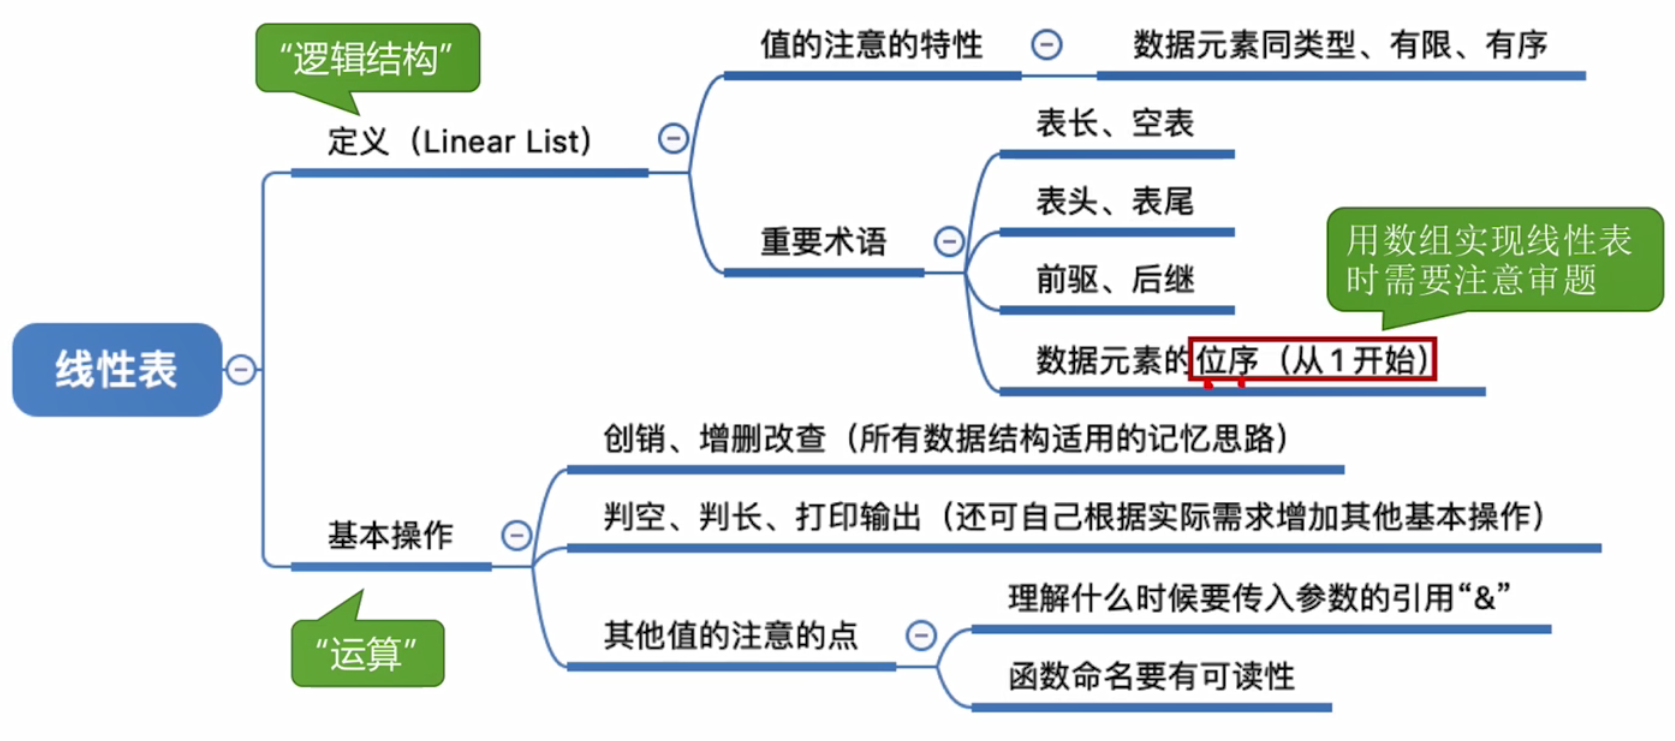 “逻辑结构”
值的注意的特性
数据元素同类型、有限、有序
定义（Linear List）
表长、空表
表头、表尾
重要术语
用数组实现线性表
时需要注意审题
前驱、后继
数据元素的位序（从1开始）
线性表
创销、增删改查（所有数据结构适用的记忆思路）
判空、判长、打印输出（还可自己根据实际需求增加其他基本操作）
基本操作
理解什么时候要传入参数的引用“&”
其他值的注意的点
“运算”
函数命名要有可读性